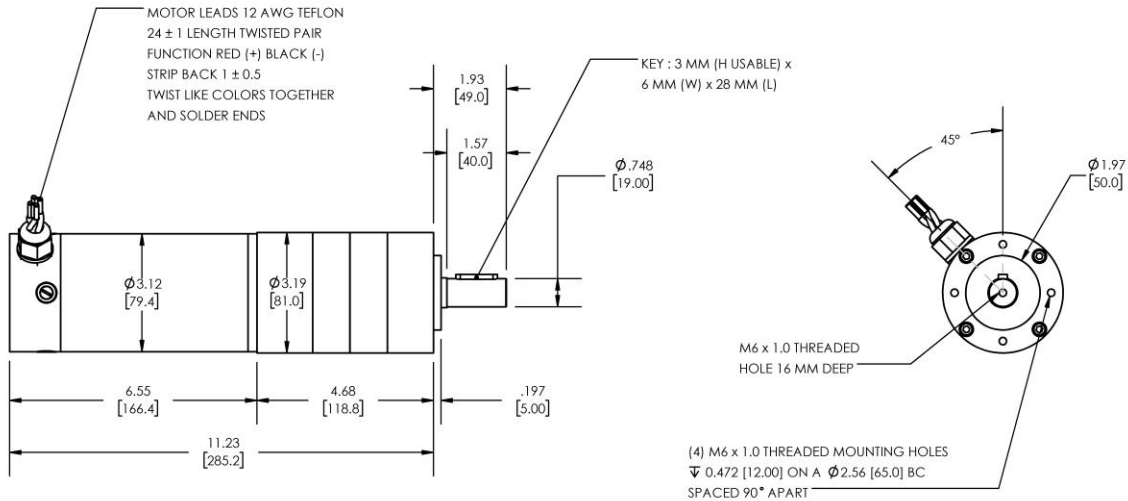 MOTOR LEADS 12 AWG TEFLON
24 ± 1 LENGTH TWISTED PAIR
FUNCTION RED (+) BLACK (-)
STRIP BACK 1 ± 0.5
TWIST LIKE COLORS TOGETHER
AND SOLDER ENDS
1.93
[49.0]
KEY : 3 MM (H USABLE) x
6 MM (W) x 28 MM (L)
1.57
[40.0]
Ø.748
[19.00]
45°
Ø1.97
[50.0]
Ø3.12
[79.4]
Ø3.19
[81.0]
M6 x 1.0 THREADED
HOLE 16 MM DEEP
6.55
[166.4]
4.68
[118.8]
.197
[5.00]
11.23
[285.2]
(4) M6 x 1.0 THREADED MOUNTING HOLES
↧ 0.472 [12.00] ON A Ø2.56 [65.0] BC
SPACED 90° APART